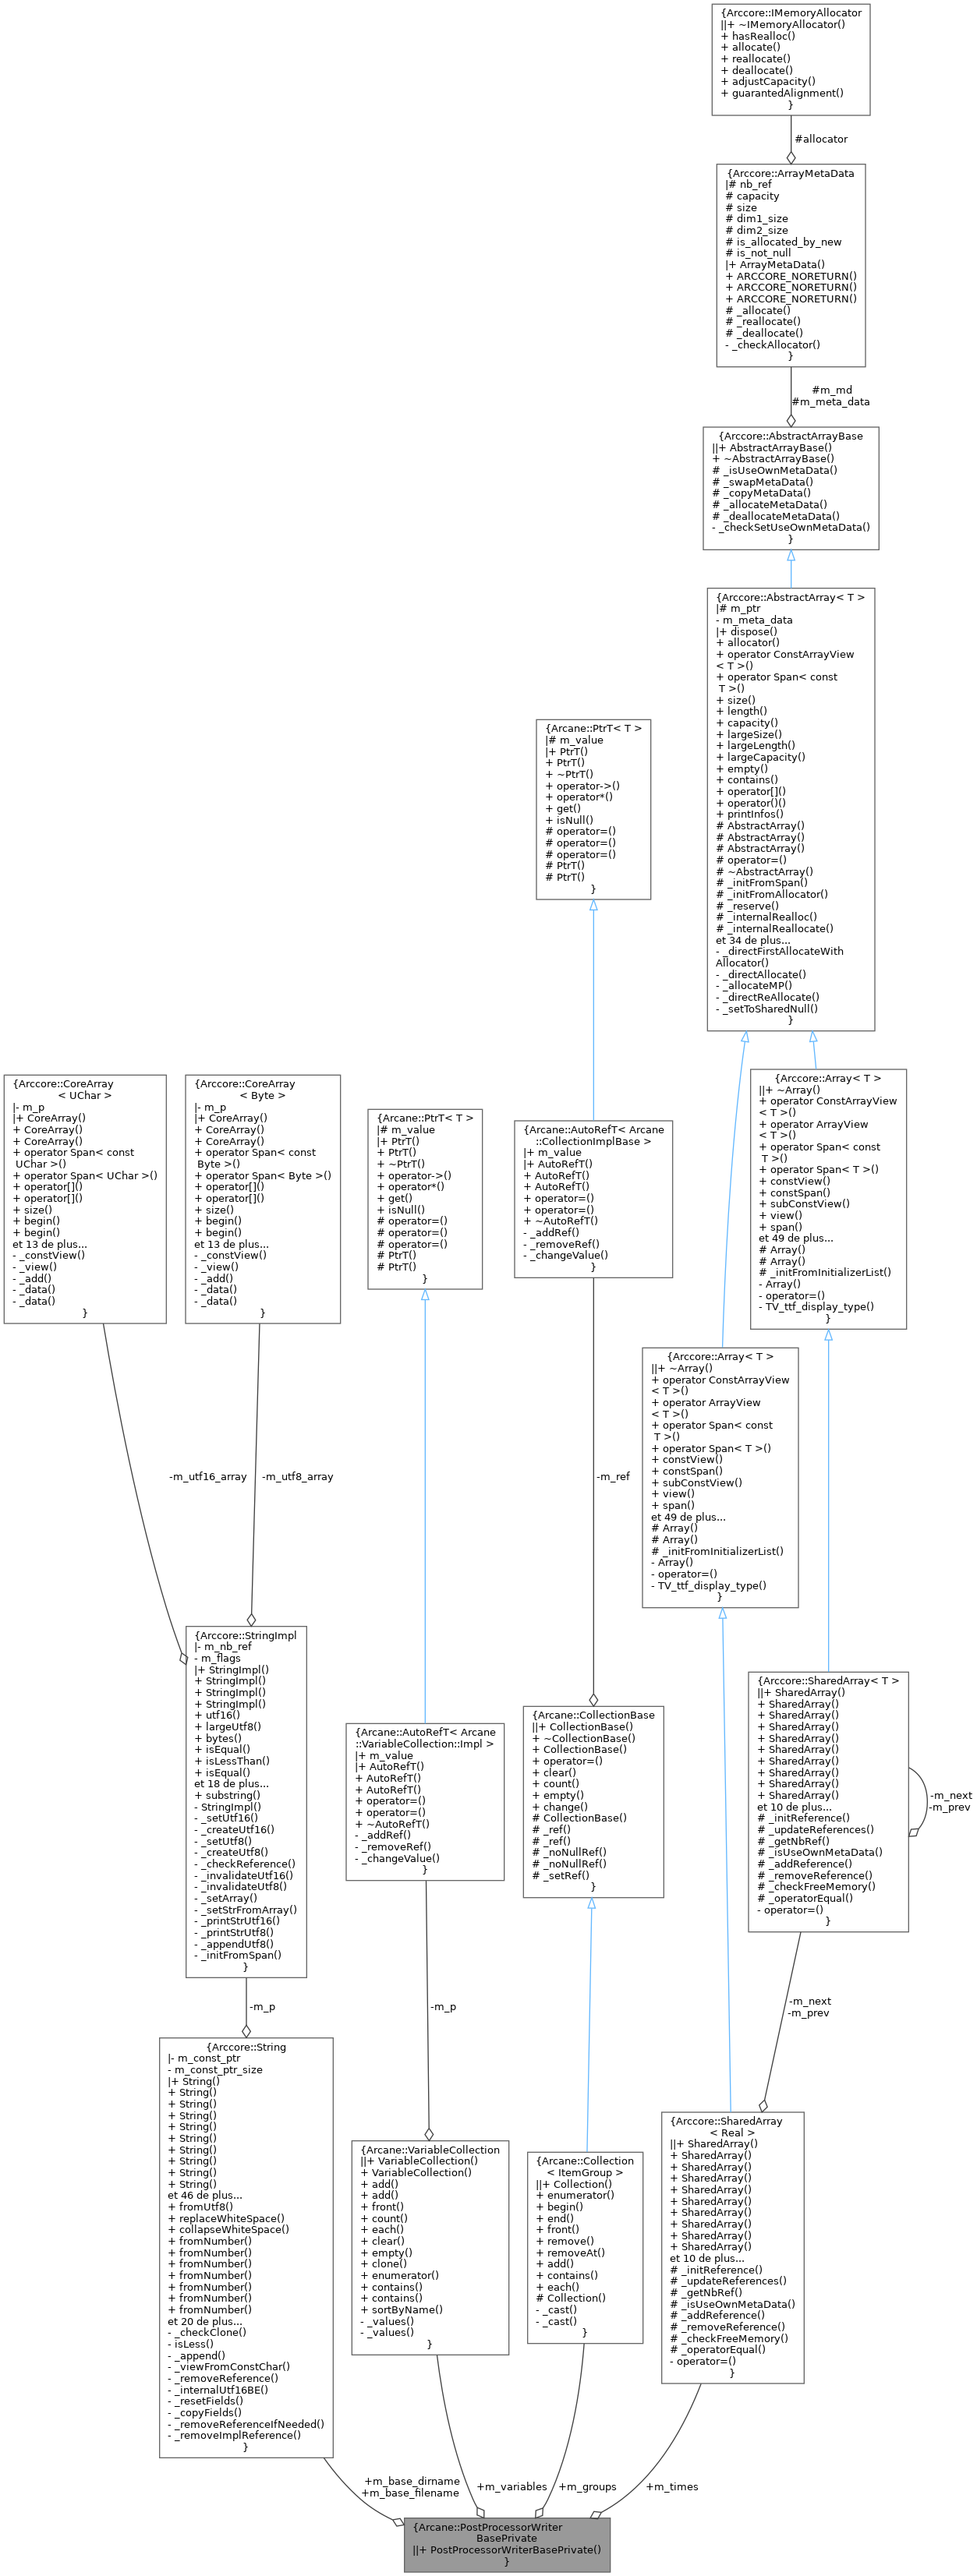 {Arccore::IMemoryAllocator
||+ ~IMemoryAllocator()
+ hasRealloc()
+ allocate()
+ reallocate()
+ deallocate()
+ adjustCapacity()
+ guarantedAlignment()
}
#allocator
{Arccore::ArrayMetaData
|# nb_ref
# capacity
# size
# dim1_size
# dim2_size
# is_allocated_by_new
# is_not_null
|+ ArrayMetaData()
+ ARCCORE_NORETURN()
+ ARCCORE_NORETURN()
+ ARCCORE_NORETURN()
# _allocate()
# _reallocate()
# _deallocate()
- _checkAllocator()
}
#m_md
#m_meta_data
{Arccore::AbstractArrayBase
||+ AbstractArrayBase()
+ ~AbstractArrayBase()
# _isUseOwnMetaData()
# _swapMetaData()
# _copyMetaData()
# _allocateMetaData()
# _deallocateMetaData()
- _checkSetUseOwnMetaData()
}
{Arccore::AbstractArray< T >
|# m_ptr
- m_meta_data
|+ dispose()
+ allocator()
+ operator ConstArrayView
< T >()
+ operator Span< const
T >()
+ size()
+ length()
+ capacity()
+ largeSize()
+ largeLength()
+ largeCapacity()
+ empty()
+ contains()
+ operator[]()
+ operator()()
+ printInfos()
# AbstractArray()
# AbstractArray()
# AbstractArray()
# operator=()
# ~AbstractArray()
# _initFromSpan()
# _initFromAllocator()
# _reserve()
# _internalRealloc()
# _internalReallocate()
et 34 de plus...
- _directFirstAllocateWith
Allocator()
- _directAllocate()
- _allocateMP()
- _directReAllocate()
- _setToSharedNull()
}
{Arcane::PtrT< T >
|# m_value
|+ PtrT()
+ PtrT()
+ ~PtrT()
+ operator->()
+ operator*()
+ get()
+ isNull()
# operator=()
# operator=()
# operator=()
# PtrT()
# PtrT()
}
{Arccore::CoreArray
< UChar >
|- m_p
|+ CoreArray()
+ CoreArray()
+ CoreArray()
+ operator Span< const
UChar >()
+ operator Span< UChar >()
+ operator[]()
+ operator[]()
+ size()
+ begin()
+ begin()
et 13 de plus...
- _constView()
- _view()
- _add()
- _data()
- _data()
}
{Arccore::CoreArray
< Byte >
|- m_p
|+ CoreArray()
+ CoreArray()
+ CoreArray()
+ operator Span< const
Byte >()
+ operator Span< Byte >()
+ operator[]()
+ operator[]()
+ size()
+ begin()
+ begin()
et 13 de plus...
- _constView()
- _view()
- _add()
- _data()
- _data()
}
{Arcane::PtrT< T >
|# m_value
|+ PtrT()
+ PtrT()
+ ~PtrT()
+ operator->()
+ operator*()
+ get()
+ isNull()
# operator=()
# operator=()
# operator=()
# PtrT()
# PtrT()
}
{Arcane::AutoRefT< Arcane
::CollectionImplBase >
|+ m_value
|+ AutoRefT()
+ AutoRefT()
+ AutoRefT()
+ operator=()
+ operator=()
+ ~AutoRefT()
- _addRef()
- _removeRef()
- _changeValue()
}
{Arccore::Array< T >
||+ ~Array()
+ operator ConstArrayView
< T >()
+ operator ArrayView
< T >()
+ operator Span< const
T >()
+ operator Span< T >()
+ constView()
+ constSpan()
+ subConstView()
+ view()
+ span()
et 49 de plus...
# Array()
# Array()
# _initFromInitializerList()
- Array()
- operator=()
- TV_ttf_display_type()
}
{Arccore::Array< T >
||+ ~Array()
+ operator ConstArrayView
< T >()
+ operator ArrayView
< T >()
+ operator Span< const
T >()
+ operator Span< T >()
+ constView()
+ constSpan()
+ subConstView()
+ view()
+ span()
et 49 de plus...
# Array()
# Array()
# _initFromInitializerList()
- Array()
- operator=()
- TV_ttf_display_type()
}
-m_utf16_array
-m_utf8_array
-m_ref
{Arccore::StringImpl
|- m_nb_ref
- m_flags
|+ StringImpl()
+ StringImpl()
+ StringImpl()
+ StringImpl()
+ utf16()
+ largeUtf8()
+ bytes()
+ isEqual()
+ isLessThan()
+ isEqual()
et 18 de plus...
+ substring()
- StringImpl()
- _setUtf16()
- _createUtf16()
- _setUtf8()
- _createUtf8()
- _checkReference()
- _invalidateUtf16()
- _invalidateUtf8()
- _setArray()
- _setStrFromArray()
- _printStrUtf16()
- _printStrUtf8()
- _appendUtf8()
- _initFromSpan()
}
{Arcane::AutoRefT< Arcane
::VariableCollection::Impl >
|+ m_value
|+ AutoRefT()
+ AutoRefT()
+ AutoRefT()
+ operator=()
+ operator=()
+ ~AutoRefT()
- _addRef()
- _removeRef()
- _changeValue()
}
{Arcane::CollectionBase
||+ CollectionBase()
+ ~CollectionBase()
+ CollectionBase()
+ operator=()
+ clear()
+ count()
+ empty()
+ change()
# CollectionBase()
# _ref()
# _ref()
# _noNullRef()
# _noNullRef()
# _setRef()
}
{Arccore::SharedArray< T >
||+ SharedArray()
+ SharedArray()
+ SharedArray()
+ SharedArray()
+ SharedArray()
+ SharedArray()
+ SharedArray()
+ SharedArray()
+ SharedArray()
+ SharedArray()
et 10 de plus...
# _initReference()
# _updateReferences()
# _getNbRef()
# _isUseOwnMetaData()
# _addReference()
# _removeReference()
# _checkFreeMemory()
# _operatorEqual()
- operator=()
}
-m_next
-m_prev
-m_p
-m_p
-m_next
-m_prev
{Arccore::String
|- m_const_ptr
- m_const_ptr_size
|+ String()
+ String()
+ String()
+ String()
+ String()
+ String()
+ String()
+ String()
+ String()
+ String()
et 46 de plus...
+ fromUtf8()
+ replaceWhiteSpace()
+ collapseWhiteSpace()
+ fromNumber()
+ fromNumber()
+ fromNumber()
+ fromNumber()
+ fromNumber()
+ fromNumber()
+ fromNumber()
et 20 de plus...
- _checkClone()
- isLess()
- _append()
- _viewFromConstChar()
- _removeReference()
- _internalUtf16BE()
- _resetFields()
- _copyFields()
- _removeReferenceIfNeeded()
- _removeImplReference()
}
{Arcane::VariableCollection
||+ VariableCollection()
+ VariableCollection()
+ add()
+ add()
+ front()
+ count()
+ each()
+ clear()
+ empty()
+ clone()
+ enumerator()
+ contains()
+ contains()
+ sortByName()
- _values()
- _values()
}
{Arcane::Collection
< ItemGroup >
||+ Collection()
+ enumerator()
+ begin()
+ end()
+ front()
+ remove()
+ removeAt()
+ add()
+ contains()
+ each()
# Collection()
- _cast()
- _cast()
}
{Arccore::SharedArray
< Real >
||+ SharedArray()
+ SharedArray()
+ SharedArray()
+ SharedArray()
+ SharedArray()
+ SharedArray()
+ SharedArray()
+ SharedArray()
+ SharedArray()
+ SharedArray()
et 10 de plus...
# _initReference()
# _updateReferences()
# _getNbRef()
# _isUseOwnMetaData()
# _addReference()
# _removeReference()
# _checkFreeMemory()
# _operatorEqual()
- operator=()
}
+m_base_dirname
+m_base_filename
+m_variables
+m_groups
+m_times
{Arcane::PostProcessorWriter
BasePrivate
||+ PostProcessorWriterBasePrivate()
}